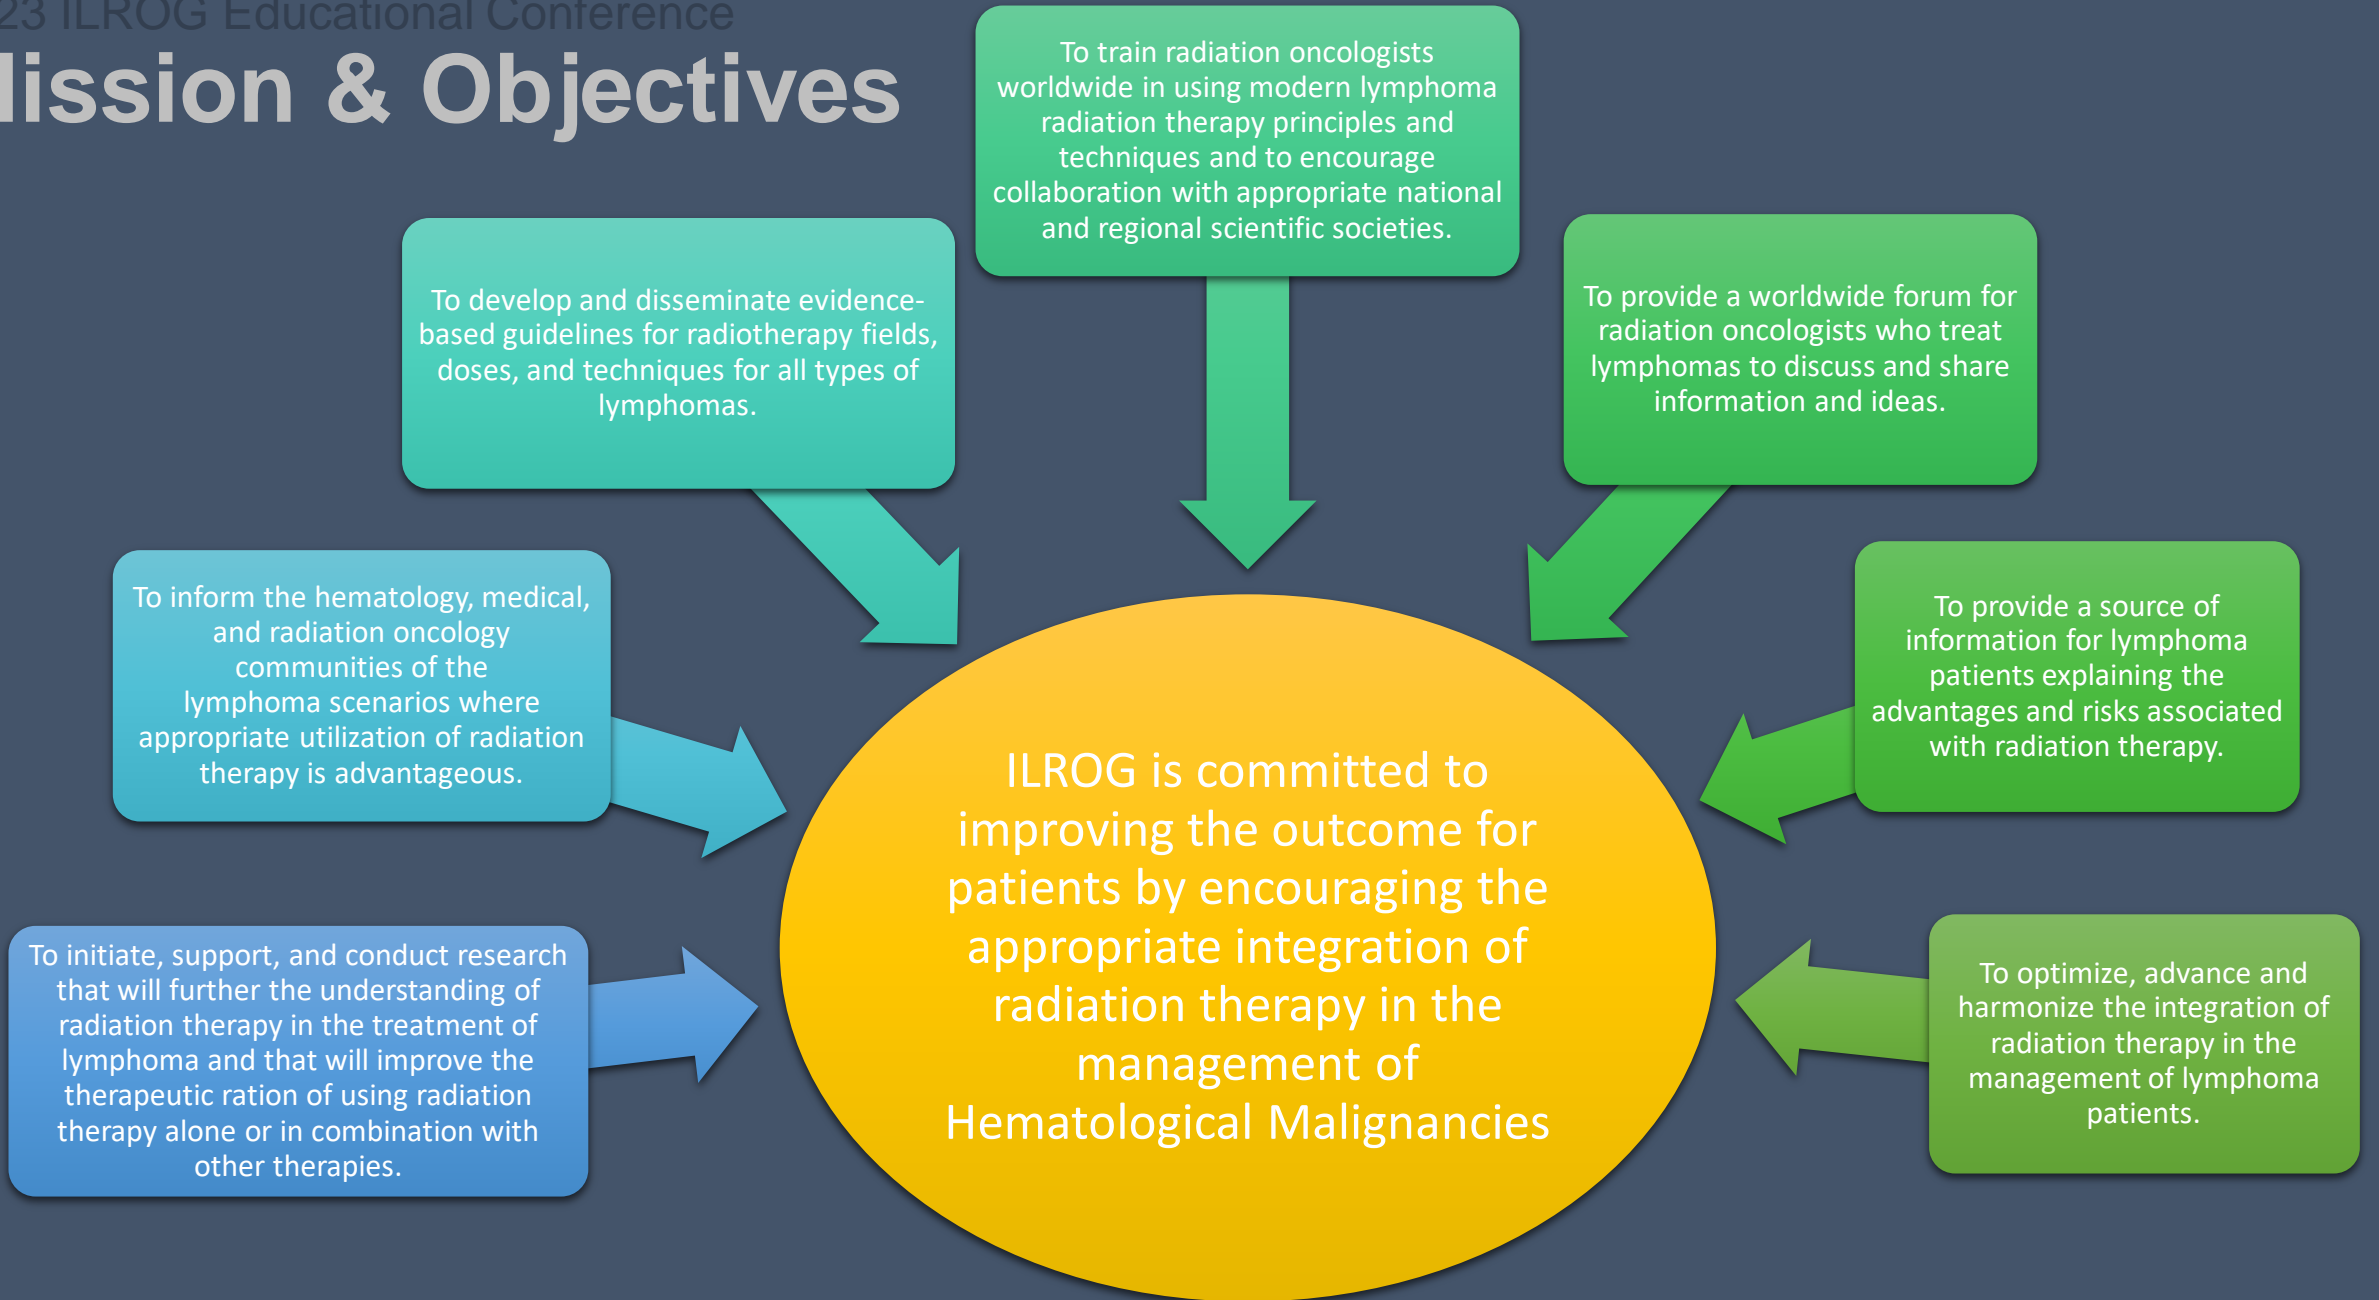 23 ILROG Educational Conference
lission & Objectives
To train radiation oncologists
worldwide in using modern lymphoma
radiation therapy principles and
techniques and to encourage
collaboration with appropriate national
and regional scientific societies.
To develop and disseminate evidence-
based guidelines for radiotherapy fields,
doses, and techniques for all types of
lymphomas.
To provide a worldwide forum for
radiation oncologists who treat
lymphomas to discuss and share
information and ideas.
To inform the hematology, medical,
and radiation oncology
communities of the
lymphoma scenarios where
appropriate utilization of radiation
therapy is advantageous.
To provide a source of
information for lymphoma
patients explaining the
advantages and risks associated
with radiation therapy.
To initiate, support, and conduct research
that will further the understanding of
radiation therapy in the treatment of
lymphoma and that will improve the
therapeutic ration of using radiation
therapy alone or in combination with
other therapies.
ILROG is committed to
improving the outcome for
patients by encouraging the
appropriate integration of
radiation therapy in the
management of
Hematological Malignancies
To optimize, advance and
harmonize the integration of
radiation therapy in the
management of lymphoma
patients.